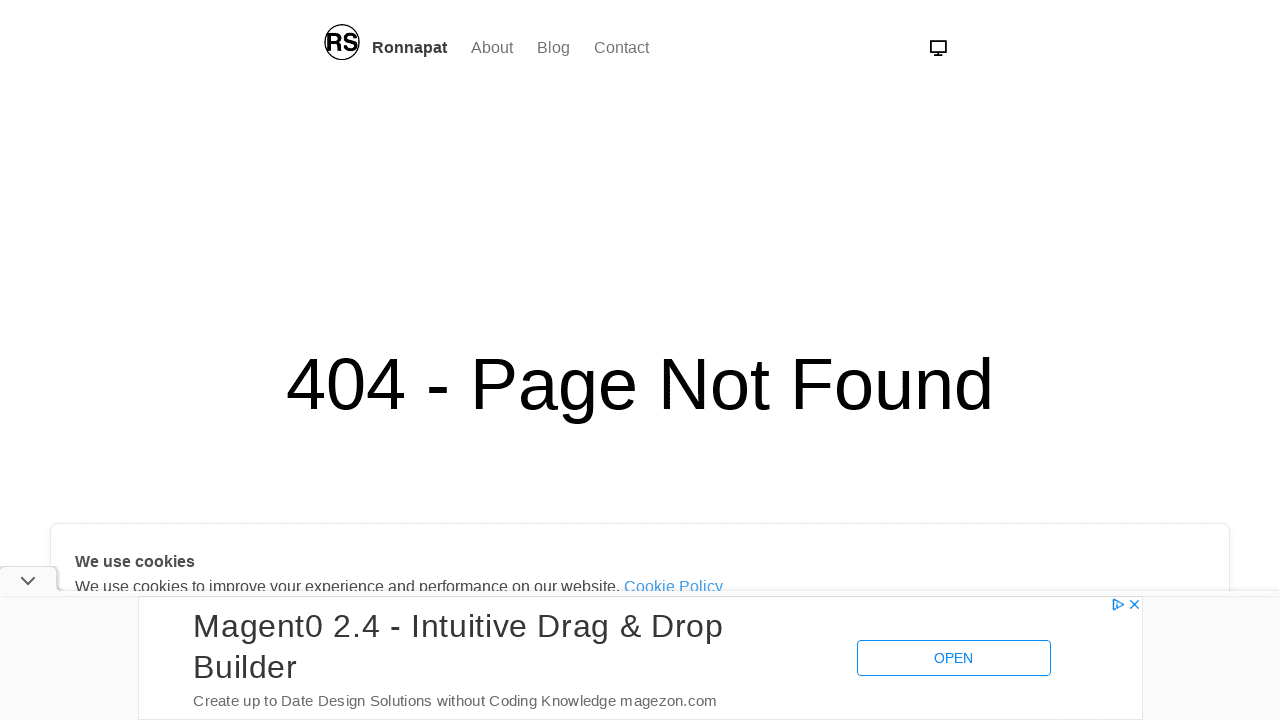 RS Ronnapat About Blog Contact
404 - Page Not Found
We use cookies
We use cookies to improve your experience and performance on our website. Cookie Policy
Magent0 2.4 - Intuitive Drag & Drop
Builder
OPEN
Create up to Date Design Solutions without Coding Knowledge magezon.com